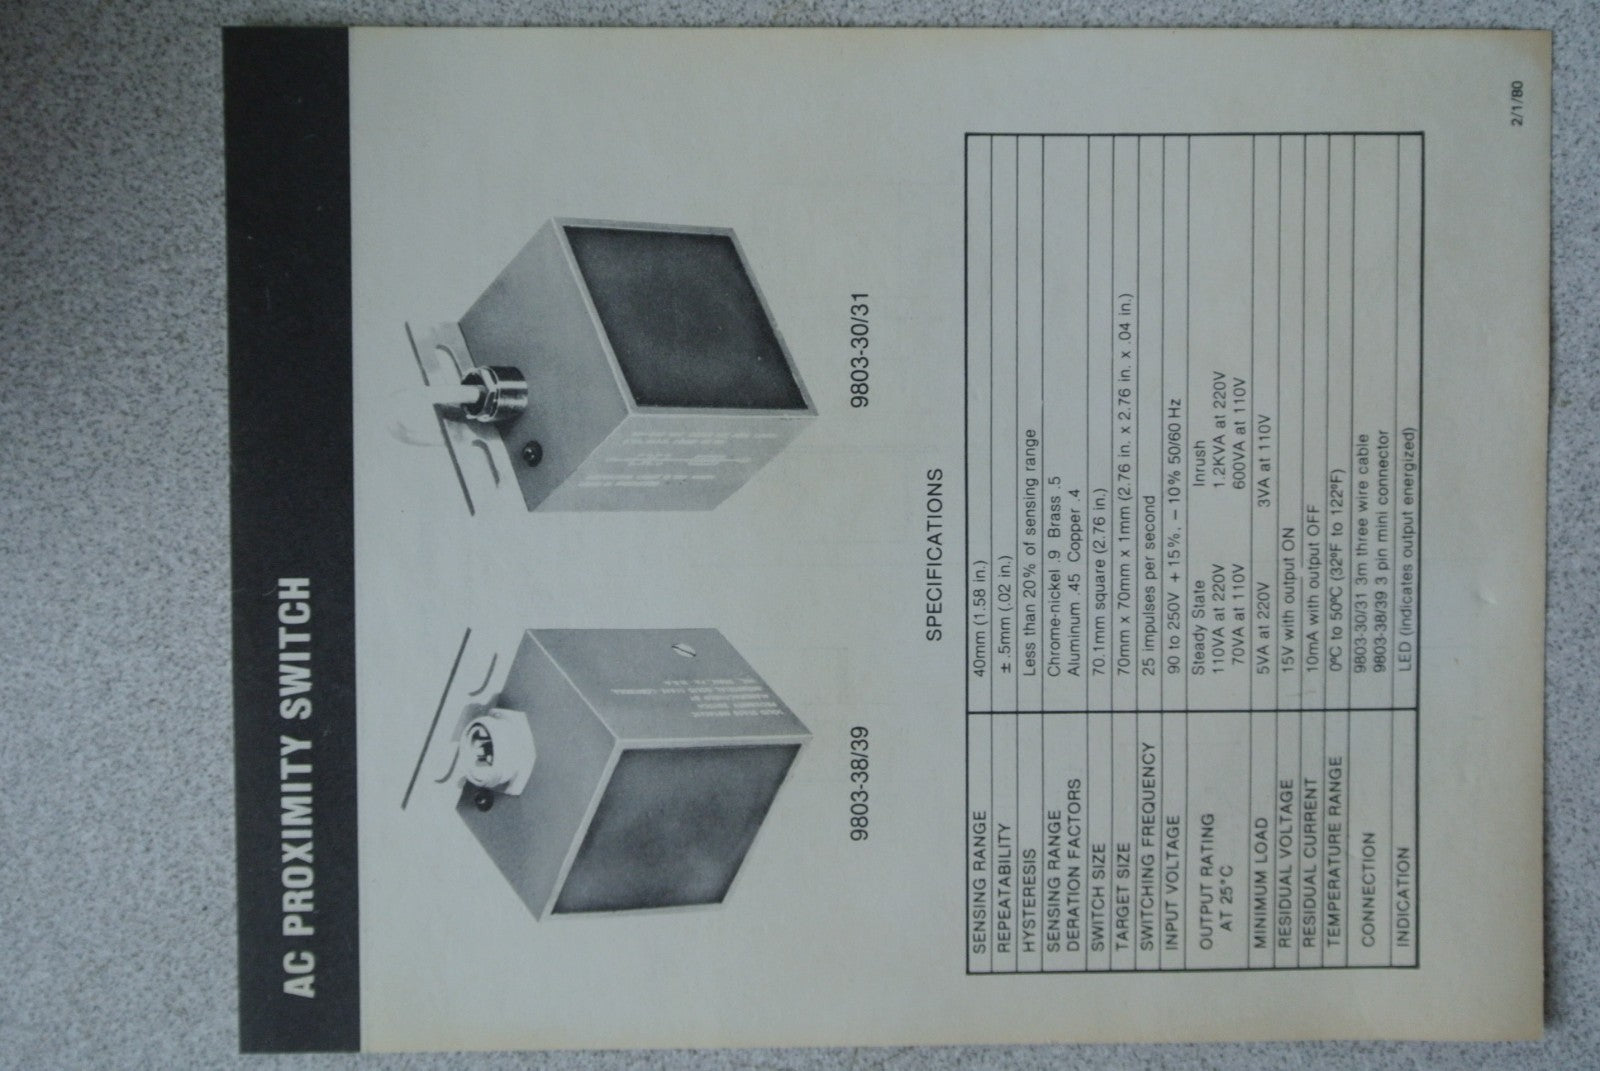 AC PROXIMITY SWITCH
9803-38/39 9803-30/31
SPECIFICATIONS
SENSING RANGE 40mm (1.58 in.)
REPEATABILITY ± .5mm (.02 in.)
HYSTERESIS Less than 20% of sensing range
SENSING RANGE Chrome-nickel .9 Brass .5
DERATION FACTORS Aluminum .45 Copper .4
SWITCH SIZE 70.1mm square (2.76 in.)
TARGET SIZE 70mm x 70mm x 1mm (2.76 in. x 2.76 in. x .04 in.)
SWITCHING FREQUENCY 25 impulses per second
INPUT VOLTAGE 90 to 250V + 15%, − 10% 50/60 Hz
Steady State Inrush
OUTPUT RATING 110VA at 220V 1.2KVA at 220V
AT 25°C 70VA at 110V 600VA at 110V
MINIMUM LOAD 5VA at 220V 3VA at 110V
RESIDUAL VOLTAGE 15V with output ON
RESIDUAL CURRENT 10mA with output OFF
TEMPERATURE RANGE 0ºC to 50ºC (32ºF to 122ºF)
CONNECTION 9803-30/31 3m three wire cable
9803-38/39 3 pin mini connector
INDICATION LED (indicates output energized)
2/1/80